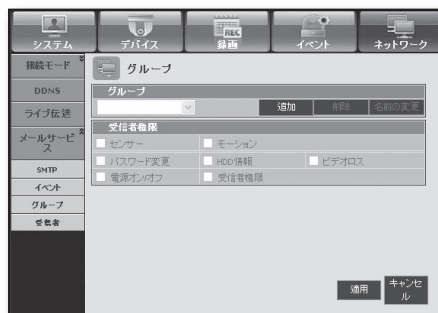 システム
デバイス
REC
録画
イベント
ネットワーク
接続モード
DDNS
ライブ伝送
メールサービス
SMTP
イベント
グループ
受信者
グループ
グループ
追加 削除 名前の変更
受信者権限
センサー モーション
パスワード変更 HDD情報 ビデオロス
電源オン/オフ 受信者権限
適用 キャンセル